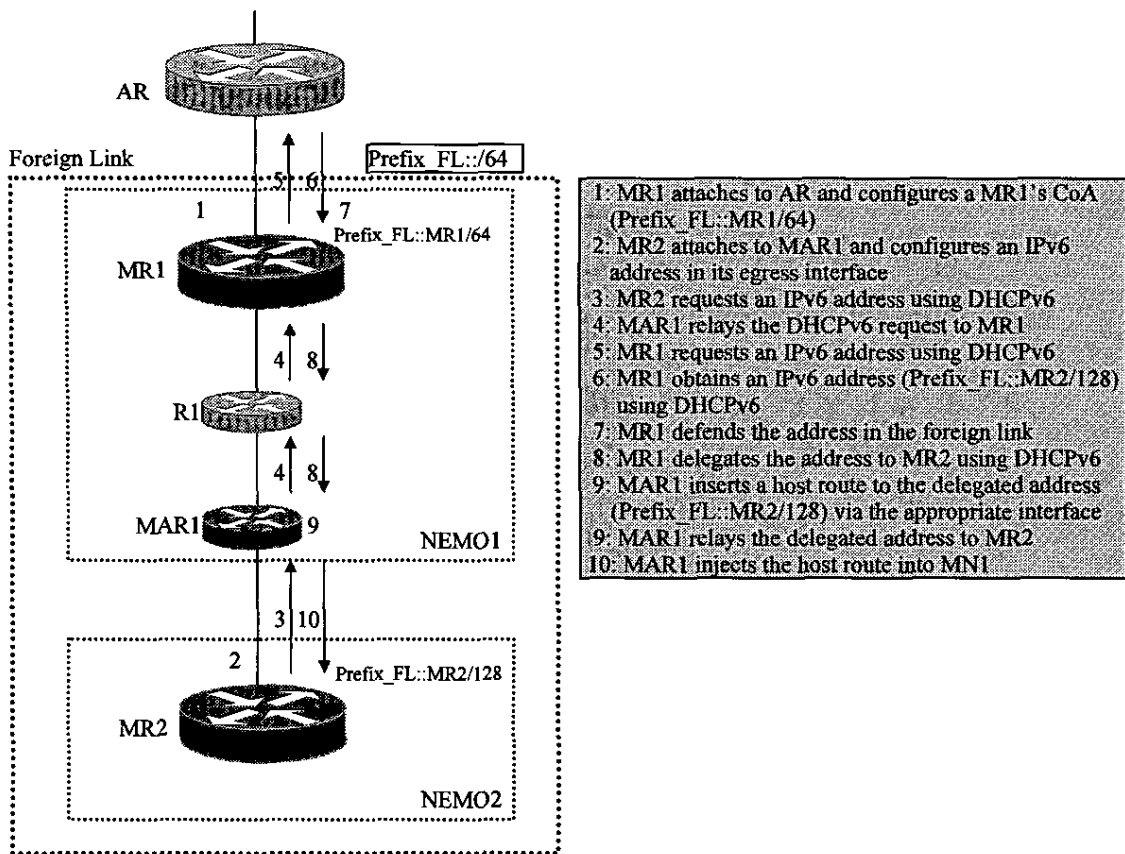 AR
Foreign Link
Prefix_FL::/64
5
6
1
7
Prefix_FL::MR1/64
MR1
4
8
R1
4
8
MAR1
9
NEMO1
3
10
2
Prefix_FL::MR2/128
MR2
NEMO2
1: MR1 attaches to AR and configures a MR1's CoA
(Prefix_FL::MR1/64)
2: MR2 attaches to MAR1 and configures an IPv6
address in its egress interface
3: MR2 requests an IPv6 address using DHCPv6
4: MAR1 relays the DHCPv6 request to MR1
5: MR1 requests an IPv6 address using DHCPv6
6: MR1 obtains an IPv6 address (Prefix_FL::MR2/128)
using DHCPv6
7: MR1 defends the address in the foreign link
8: MR1 delegates the address to MR2 using DHCPv6
9: MAR1 inserts a host route to the delegated address
(Prefix_FL::MR2/128) via the appropriate interface
9: MAR1 relays the delegated address to MR2
10: MAR1 injects the host route into MN1